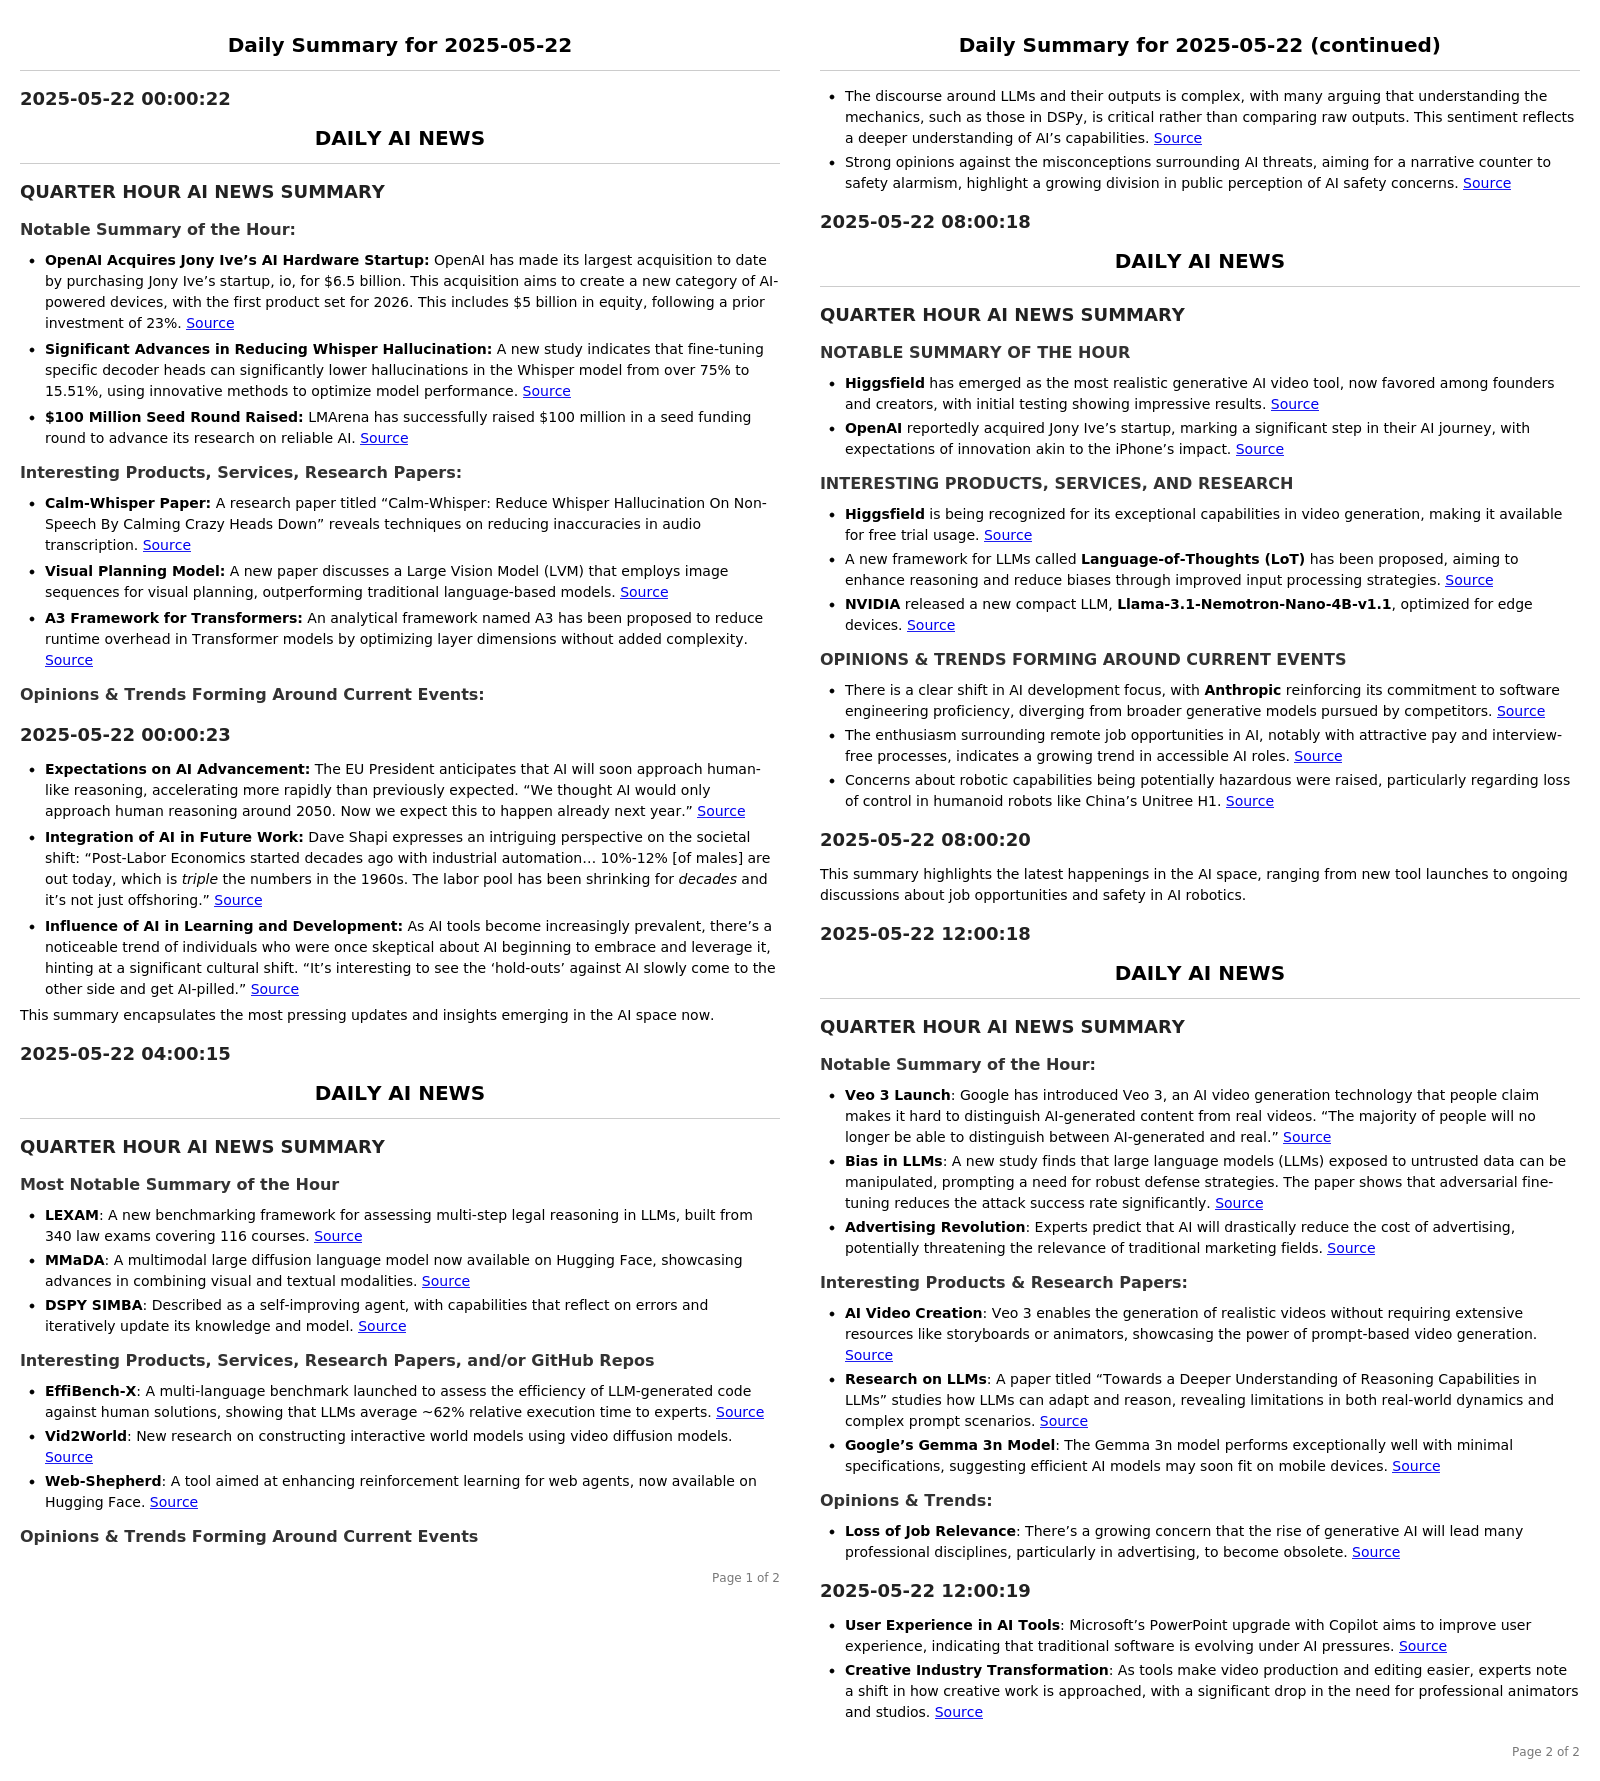 Daily Summary for 2025-05-22
2025-05-22 00:00:22
DAILY AI NEWS
QUARTER HOUR AI NEWS SUMMARY
Notable Summary of the Hour:
• OpenAI Acquires Jony Ive’s AI Hardware Startup: OpenAI has made its largest acquisition to date
by purchasing Jony Ive’s startup, io, for $6.5 billion. This acquisition aims to create a new category of AI-
powered devices, with the first product set for 2026. This includes $5 billion in equity, following a prior
investment of 23%. Source
• Significant Advances in Reducing Whisper Hallucination: A new study indicates that fine-tuning
specific decoder heads can significantly lower hallucinations in the Whisper model from over 75% to
15.51%, using innovative methods to optimize model performance. Source
• $100 Million Seed Round Raised: LMArena has successfully raised $100 million in a seed funding
round to advance its research on reliable AI. Source
Interesting Products, Services, Research Papers:
• Calm-Whisper Paper: A research paper titled “Calm-Whisper: Reduce Whisper Hallucination On Non-
Speech By Calming Crazy Heads Down” reveals techniques on reducing inaccuracies in audio
transcription. Source
• Visual Planning Model: A new paper discusses a Large Vision Model (LVM) that employs image
sequences for visual planning, outperforming traditional language-based models. Source
• A3 Framework for Transformers: An analytical framework named A3 has been proposed to reduce
runtime overhead in Transformer models by optimizing layer dimensions without added complexity.
Source
Opinions & Trends Forming Around Current Events:
2025-05-22 00:00:23
• Expectations on AI Advancement: The EU President anticipates that AI will soon approach human-
like reasoning, accelerating more rapidly than previously expected. “We thought AI would only
approach human reasoning around 2050. Now we expect this to happen already next year.” Source
• Integration of AI in Future Work: Dave Shapi expresses an intriguing perspective on the societal
shift: “Post-Labor Economics started decades ago with industrial automation… 10%-12% [of males] are
out today, which is triple the numbers in the 1960s. The labor pool has been shrinking for decades and
it’s not just offshoring.” Source
• Influence of AI in Learning and Development: As AI tools become increasingly prevalent, there’s a
noticeable trend of individuals who were once skeptical about AI beginning to embrace and leverage it,
hinting at a significant cultural shift. “It’s interesting to see the ‘hold-outs’ against AI slowly come to the
other side and get AI-pilled.” Source
This summary encapsulates the most pressing updates and insights emerging in the AI space now.
2025-05-22 04:00:15
DAILY AI NEWS
QUARTER HOUR AI NEWS SUMMARY
Most Notable Summary of the Hour
• LEXAM: A new benchmarking framework for assessing multi-step legal reasoning in LLMs, built from
340 law exams covering 116 courses. Source
• MMaDA: A multimodal large diffusion language model now available on Hugging Face, showcasing
advances in combining visual and textual modalities. Source
• DSPY SIMBA: Described as a self-improving agent, with capabilities that reflect on errors and
iteratively update its knowledge and model. Source
Interesting Products, Services, Research Papers, and/or GitHub Repos
• EffiBench-X: A multi-language benchmark launched to assess the efficiency of LLM-generated code
against human solutions, showing that LLMs average ~62% relative execution time to experts. Source
• Vid2World: New research on constructing interactive world models using video diffusion models.
Source
• Web-Shepherd: A tool aimed at enhancing reinforcement learning for web agents, now available on
Hugging Face. Source
Opinions & Trends Forming Around Current Events
Page 1 of 2
Daily Summary for 2025-05-22 (continued)
• The discourse around LLMs and their outputs is complex, with many arguing that understanding the
mechanics, such as those in DSPy, is critical rather than comparing raw outputs. This sentiment reflects
a deeper understanding of AI’s capabilities. Source
• Strong opinions against the misconceptions surrounding AI threats, aiming for a narrative counter to
safety alarmism, highlight a growing division in public perception of AI safety concerns. Source
2025-05-22 08:00:18
DAILY AI NEWS
QUARTER HOUR AI NEWS SUMMARY
NOTABLE SUMMARY OF THE HOUR
• Higgsfield has emerged as the most realistic generative AI video tool, now favored among founders
and creators, with initial testing showing impressive results. Source
• OpenAI reportedly acquired Jony Ive’s startup, marking a significant step in their AI journey, with
expectations of innovation akin to the iPhone’s impact. Source
INTERESTING PRODUCTS, SERVICES, AND RESEARCH
• Higgsfield is being recognized for its exceptional capabilities in video generation, making it available
for free trial usage. Source
• A new framework for LLMs called Language-of-Thoughts (LoT) has been proposed, aiming to
enhance reasoning and reduce biases through improved input processing strategies. Source
• NVIDIA released a new compact LLM, Llama-3.1-Nemotron-Nano-4B-v1.1, optimized for edge
devices. Source
OPINIONS & TRENDS FORMING AROUND CURRENT EVENTS
• There is a clear shift in AI development focus, with Anthropic reinforcing its commitment to software
engineering proficiency, diverging from broader generative models pursued by competitors. Source
• The enthusiasm surrounding remote job opportunities in AI, notably with attractive pay and interview-
free processes, indicates a growing trend in accessible AI roles. Source
• Concerns about robotic capabilities being potentially hazardous were raised, particularly regarding loss
of control in humanoid robots like China’s Unitree H1. Source
2025-05-22 08:00:20
This summary highlights the latest happenings in the AI space, ranging from new tool launches to ongoing
discussions about job opportunities and safety in AI robotics.
2025-05-22 12:00:18
DAILY AI NEWS
QUARTER HOUR AI NEWS SUMMARY
Notable Summary of the Hour:
• Veo 3 Launch: Google has introduced Veo 3, an AI video generation technology that people claim
makes it hard to distinguish AI-generated content from real videos. “The majority of people will no
longer be able to distinguish between AI-generated and real.” Source
• Bias in LLMs: A new study finds that large language models (LLMs) exposed to untrusted data can be
manipulated, prompting a need for robust defense strategies. The paper shows that adversarial fine-
tuning reduces the attack success rate significantly. Source
• Advertising Revolution: Experts predict that AI will drastically reduce the cost of advertising,
potentially threatening the relevance of traditional marketing fields. Source
Interesting Products & Research Papers:
• AI Video Creation: Veo 3 enables the generation of realistic videos without requiring extensive
resources like storyboards or animators, showcasing the power of prompt-based video generation.
Source
• Research on LLMs: A paper titled “Towards a Deeper Understanding of Reasoning Capabilities in
LLMs” studies how LLMs can adapt and reason, revealing limitations in both real-world dynamics and
complex prompt scenarios. Source
• Google’s Gemma 3n Model: The Gemma 3n model performs exceptionally well with minimal
specifications, suggesting efficient AI models may soon fit on mobile devices. Source
Opinions & Trends:
• Loss of Job Relevance: There’s a growing concern that the rise of generative AI will lead many
professional disciplines, particularly in advertising, to become obsolete. Source
2025-05-22 12:00:19
• User Experience in AI Tools: Microsoft’s PowerPoint upgrade with Copilot aims to improve user
experience, indicating that traditional software is evolving under AI pressures. Source
• Creative Industry Transformation: As tools make video production and editing easier, experts note
a shift in how creative work is approached, with a significant drop in the need for professional animators
and studios. Source
Page 2 of 2